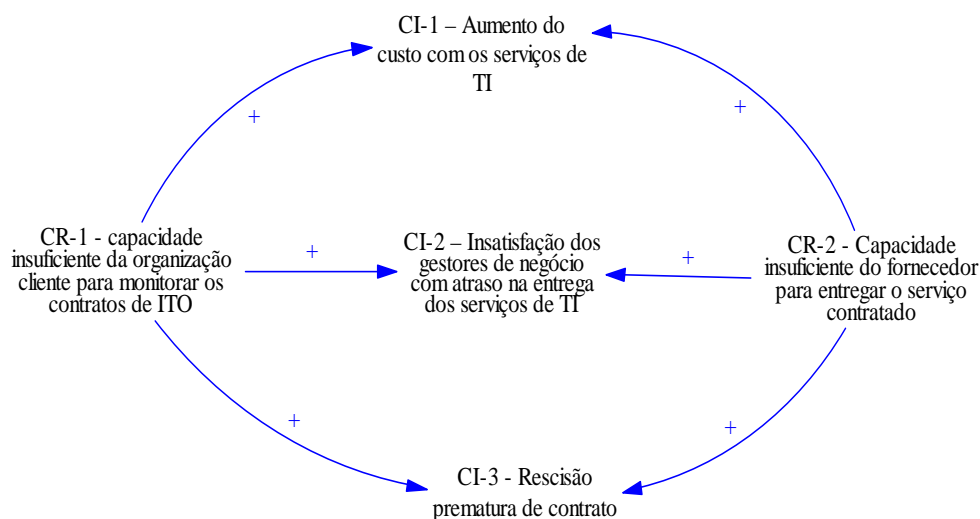 CI-1 – Aumento do
custo com os serviços de
TI
+
+
CR-1 - capacidade
insuficiente da organização
cliente para monitorar os
contratos de ITO
+
CI-2 – Insatisfação dos
gestores de negócio
com atraso na entrega
dos serviços de TI
+
CR-2 - Capacidade
insuficiente do fornecedor
para entregar o serviço
contratado
+
+
CI-3 - Rescisão
prematura de contrato